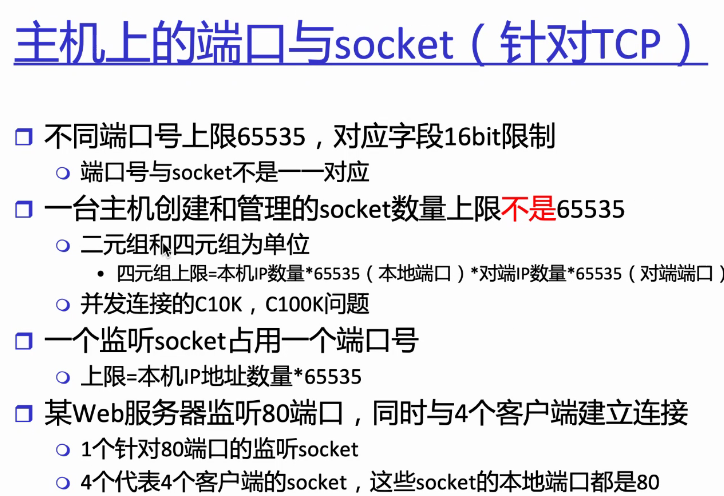 主机上的端口与socket（针对TCP）
不同端口号上限65535，对应字段16bit限制
端口号与socket不是一一对应
一台主机创建和管理的socket数量上限不是65535
二元组和四元组为单位
四元组上限=本机IP数量*65535（本地端口）*对端IP数量*65535（对端端口）
并发连接的C10K，C100K问题
一个监听socket占用一个端口号
上限=本机IP地址数量*65535
某Web服务器监听80端口，同时与4个客户端建立连接
1个针对80端口的监听socket
4个代表4个客户端的socket，这些socket的本地端口都是80